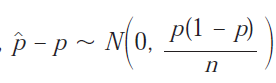 , p̂ − p ~ N(0, p(1 − p)/n)